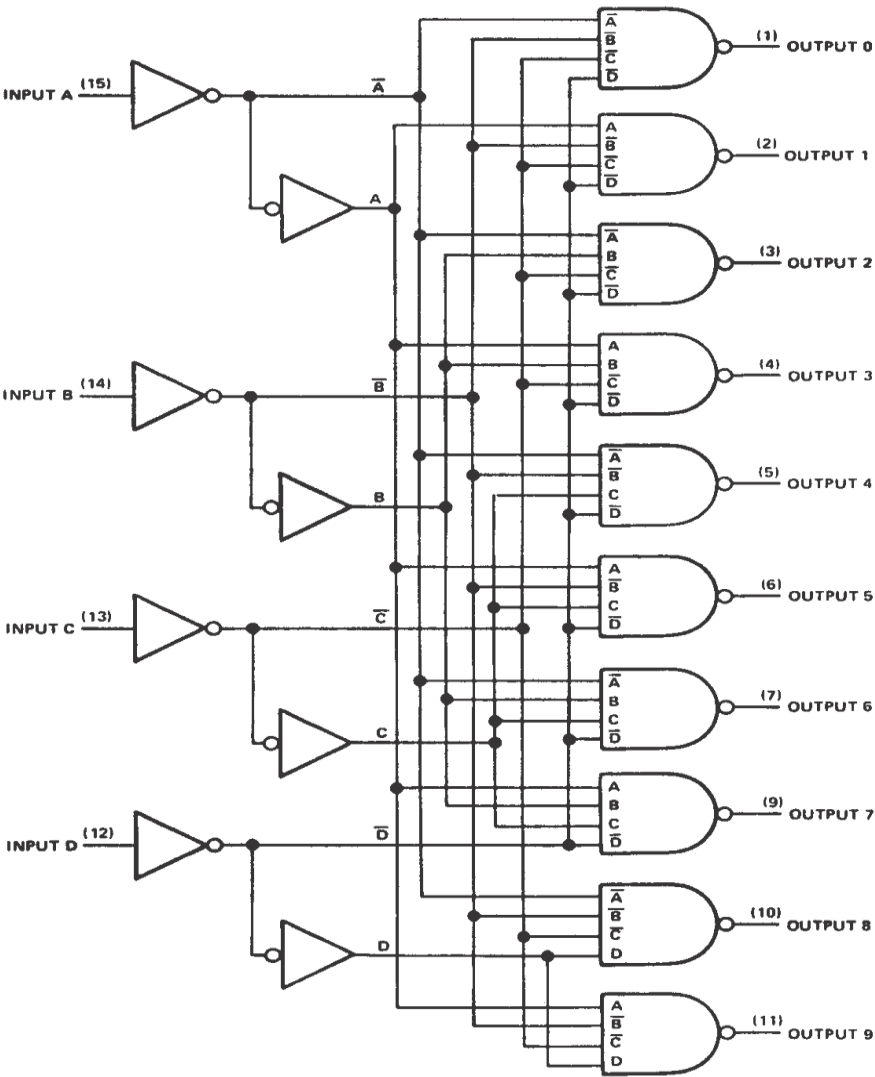 A̅
B̅
C̅
D̅
(1)
OUTPUT 0
INPUT A
(15)
A̅
A
B̅
C̅
D̅
(2)
OUTPUT 1
A
A̅
B
C̅
D̅
(3)
OUTPUT 2
A
B
C̅
D̅
(4)
OUTPUT 3
INPUT B
(14)
B̅
A̅
B̅
C
D̅
(5)
OUTPUT 4
B
A
B̅
C
D̅
(6)
OUTPUT 5
INPUT C
(13)
C̅
A̅
B
C
D̅
(7)
OUTPUT 6
C
A
B
C
D̅
(9)
OUTPUT 7
INPUT D
(12)
D̅
A̅
B̅
C̅
D
(10)
OUTPUT 8
D
A
B̅
C̅
D
(11)
OUTPUT 9